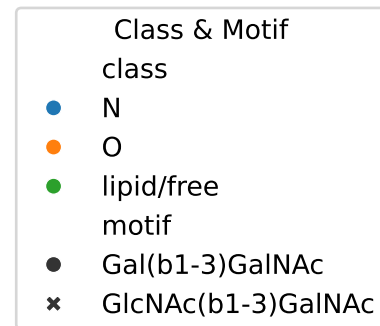 Class & Motif
class
N
O
lipid/free
motif
Gal(b1-3)GalNAc
GlcNAc(b1-3)GalNAc